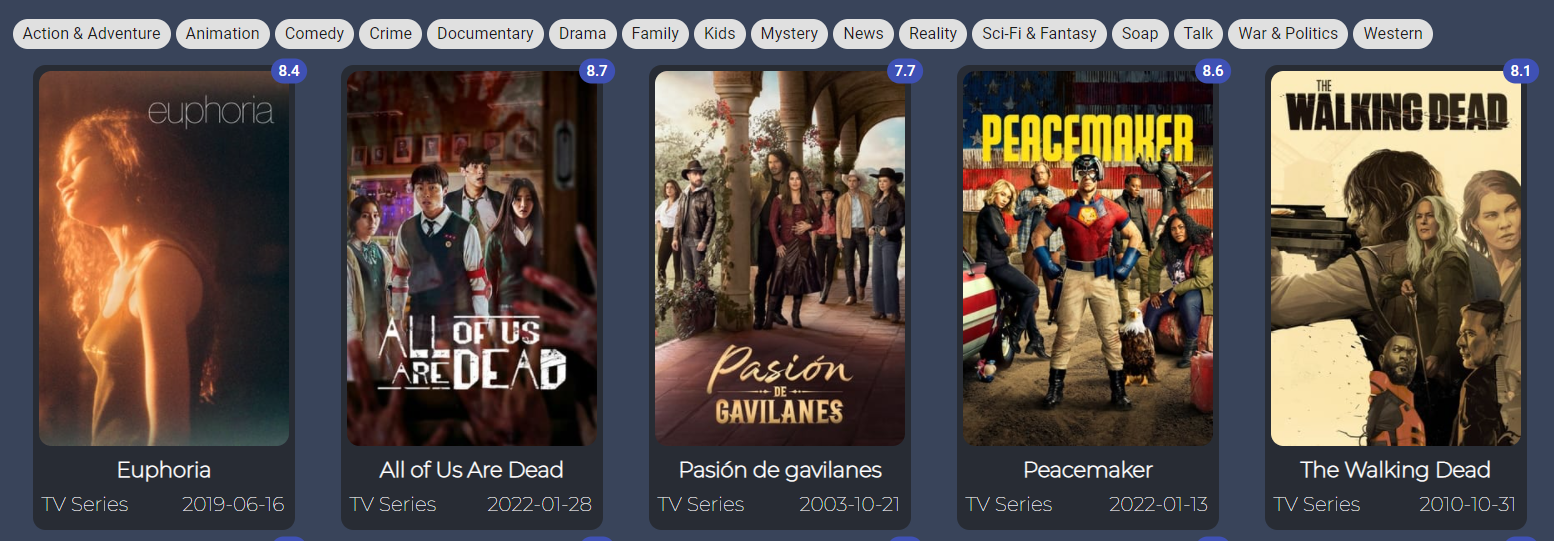 Action & Adventure Animation Comedy Crime Documentary Drama Family Kids Mystery News Reality Sci-Fi & Fantasy Soap Talk War & Politics Western
8.4 8.7 7.7 8.6 8.1
euphoria
ALL OF US
ARE DEAD
Pasión
DE
GAVILANES
PEACEMAKER
THE
WALKING DEAD
Euphoria All of Us Are Dead Pasión de gavilanes Peacemaker The Walking Dead
TV Series 2019-06-16 TV Series 2022-01-28 TV Series 2003-10-21 TV Series 2022-01-13 TV Series 2010-10-31